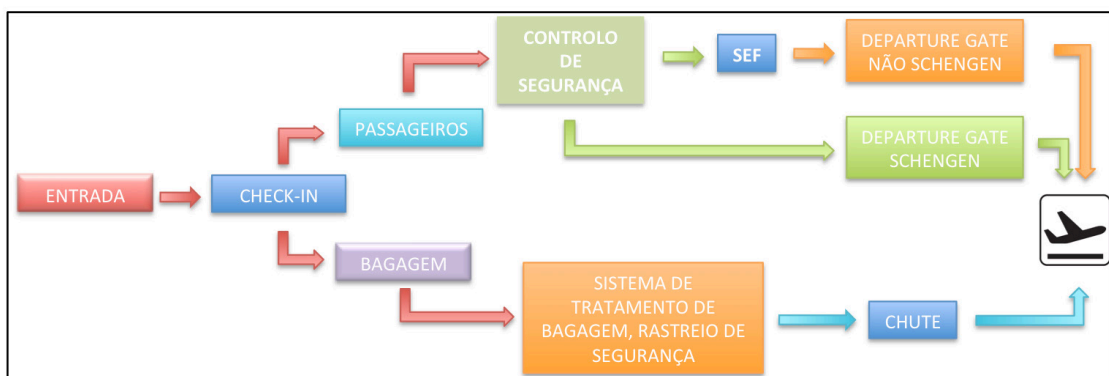 CONTROLO
DE
SEGURANÇA
SEF
DEPARTURE GATE
NÃO SCHENGEN
PASSAGEIROS
DEPARTURE GATE
SCHENGEN
ENTRADA
CHECK-IN
BAGAGEM
SISTEMA DE
TRATAMENTO DE
BAGAGEM, RASTREIO DE
SEGURANÇA
CHUTE